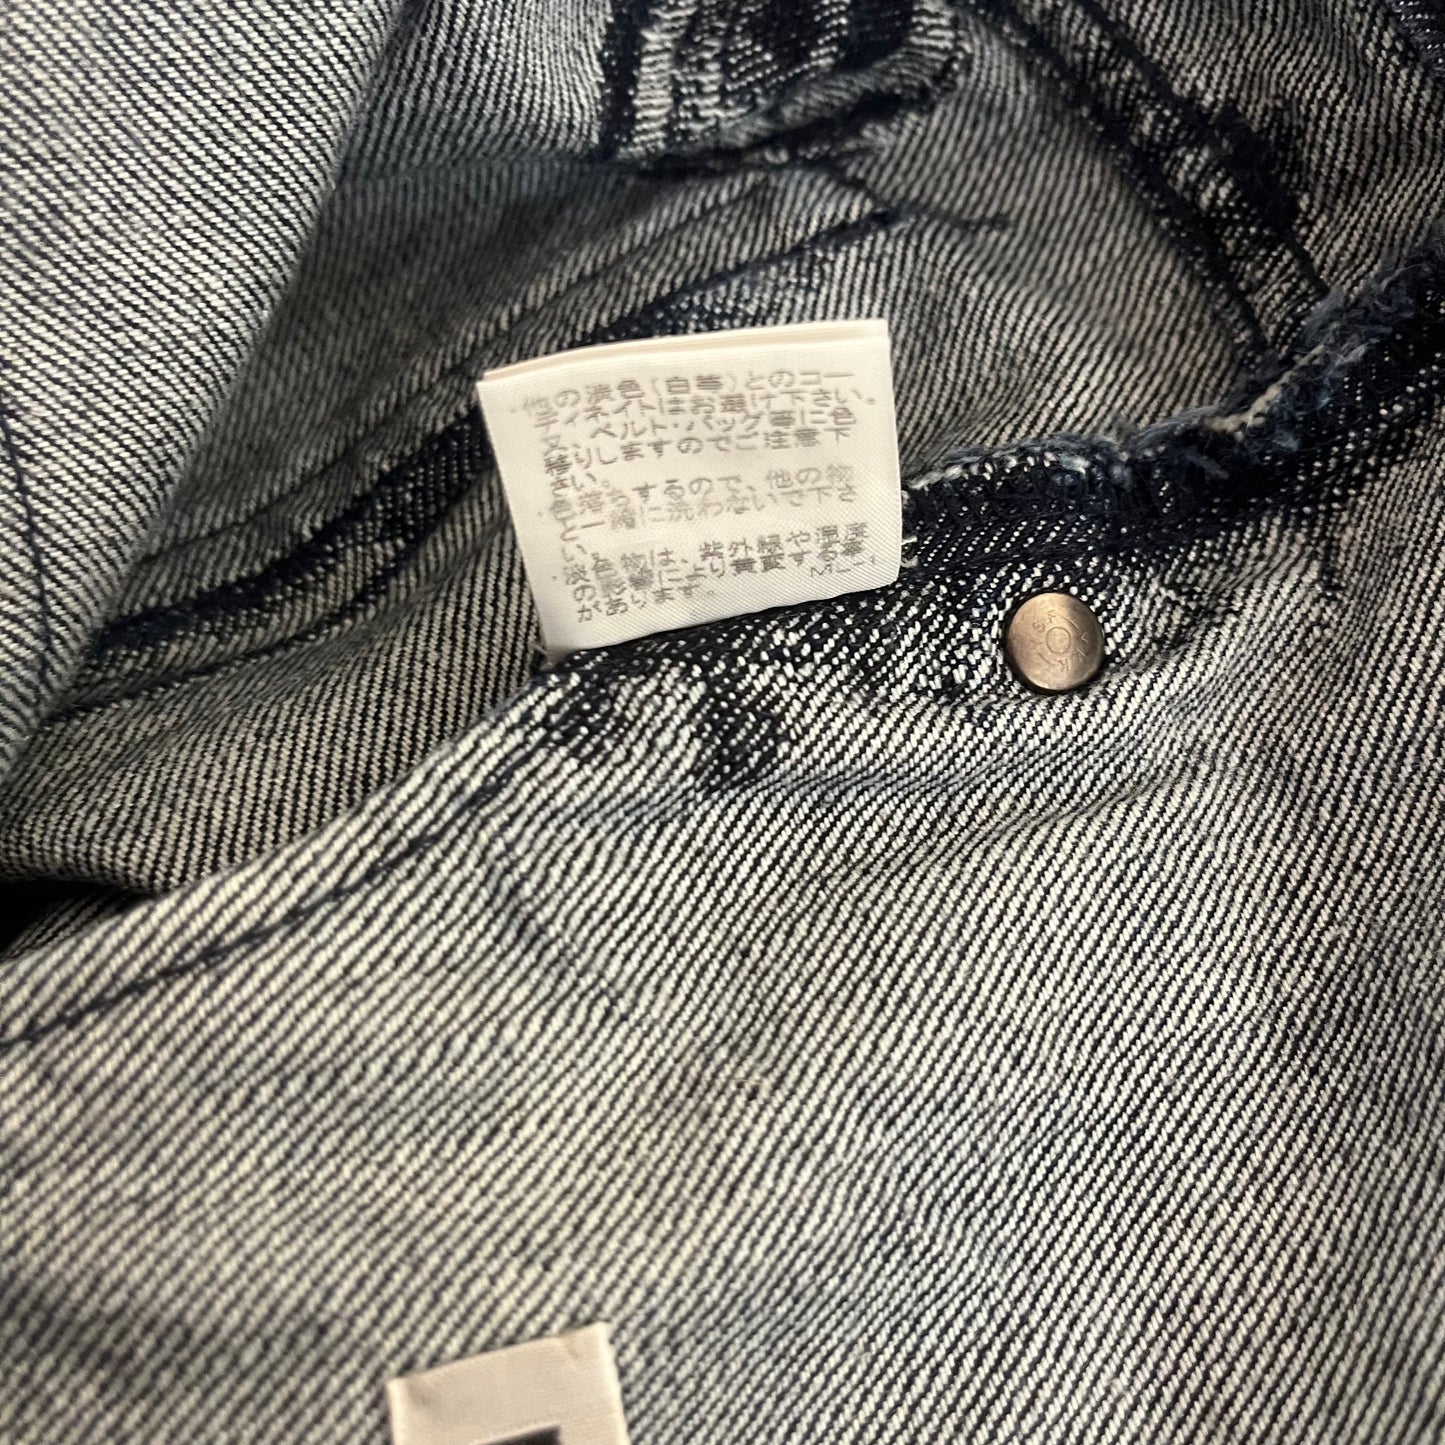 ・他の淡色(白等)とのコー
ディネイトはお避け下さい。
又、ベルト・バッグ等に色
移りしますのでご注意下
さい。
・色落ちするので、他の物
と一緒に洗わないで下さ
い。
・淡色物は、紫外線や湿度
の影響により黄変する事
があります。